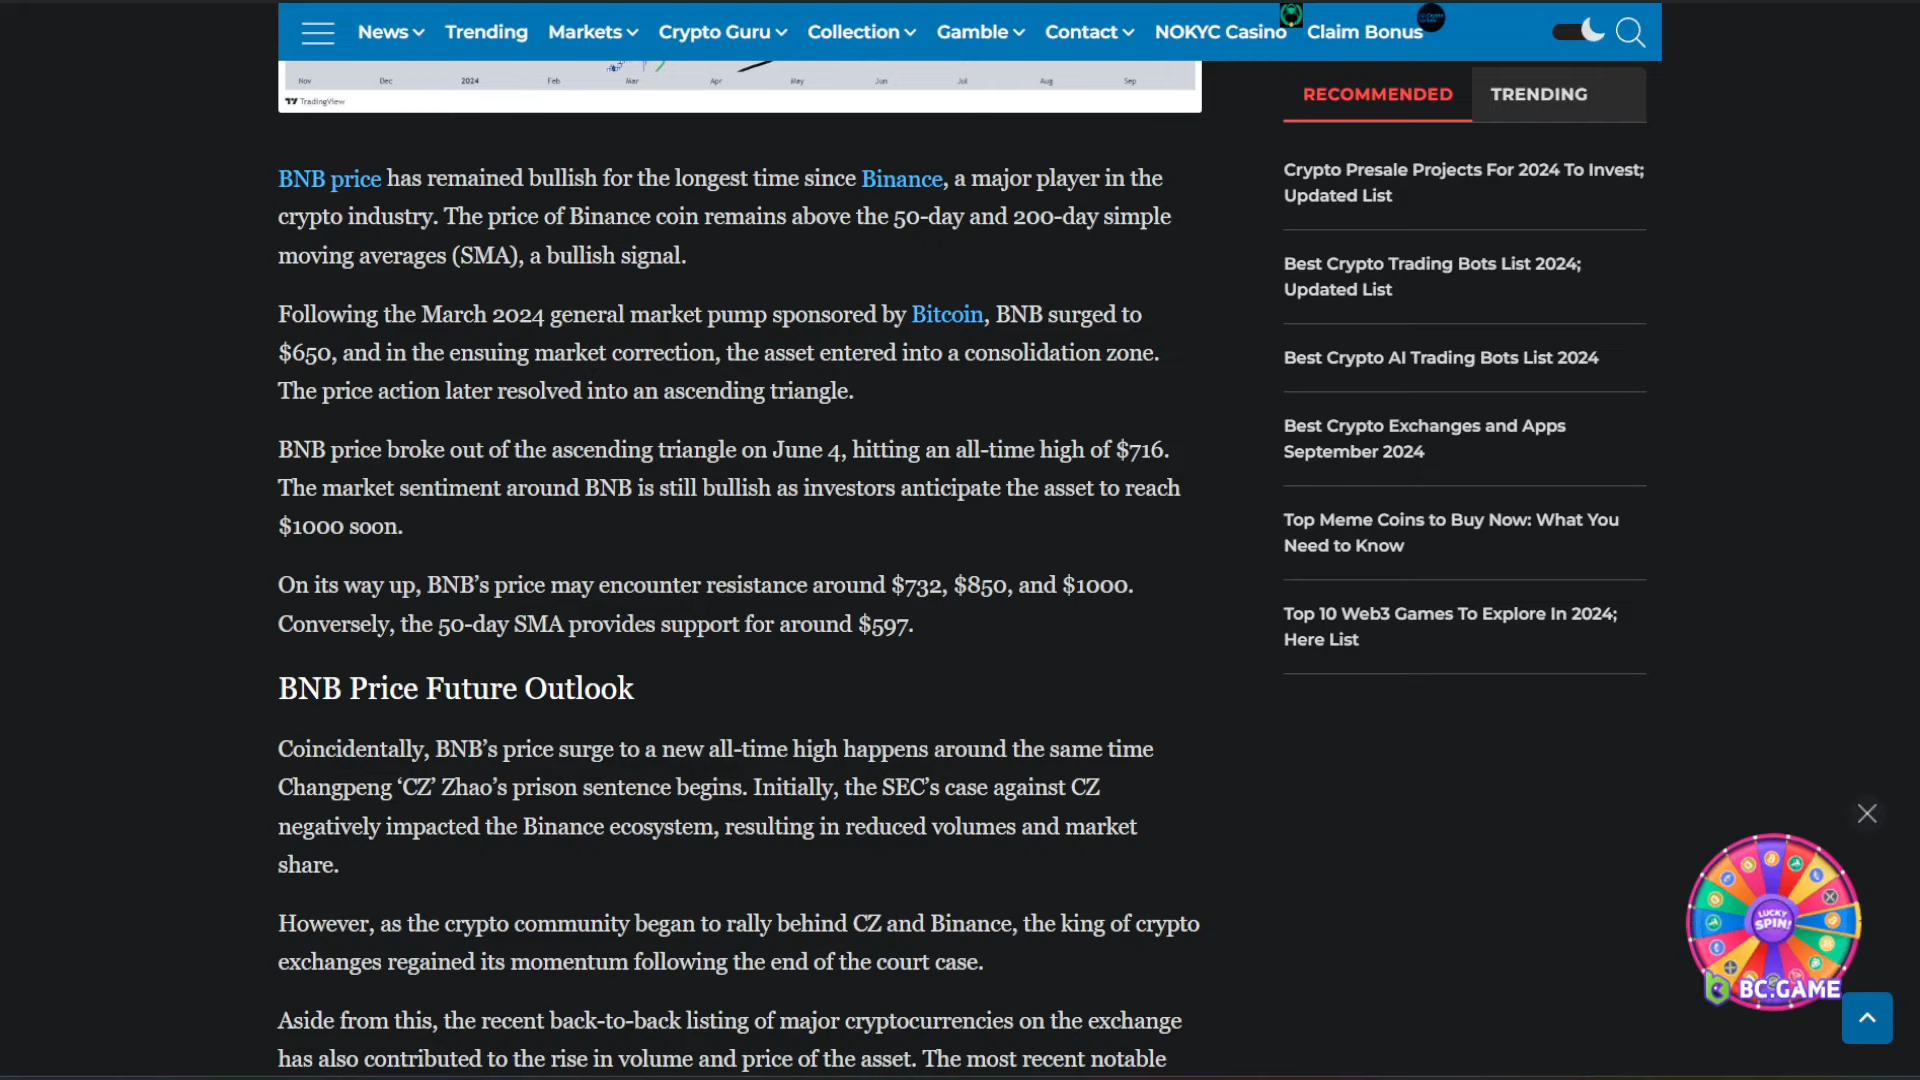 News Trending Markets Crypto Guru Collection Gamble Contact NOKYC Casino Claim Bonus
Nov Dec 2024 Feb Mar Apr May Jun Jul Aug Sep
TradingView
BNB price has remained bullish for the longest time since Binance, a major player in the
crypto industry. The price of Binance coin remains above the 50-day and 200-day simple
moving averages (SMA), a bullish signal.
Following the March 2024 general market pump sponsored by Bitcoin, BNB surged to
$650, and in the ensuing market correction, the asset entered into a consolidation zone.
The price action later resolved into an ascending triangle.
BNB price broke out of the ascending triangle on June 4, hitting an all-time high of $716.
The market sentiment around BNB is still bullish as investors anticipate the asset to reach
$1000 soon.
On its way up, BNB's price may encounter resistance around $732, $850, and $1000.
Conversely, the 50-day SMA provides support for around $597.
BNB Price Future Outlook
Coincidentally, BNB's price surge to a new all-time high happens around the same time
Changpeng ‘CZ’ Zhao's prison sentence begins. Initially, the SEC's case against CZ
negatively impacted the Binance ecosystem, resulting in reduced volumes and market
share.
However, as the crypto community began to rally behind CZ and Binance, the king of crypto
exchanges regained its momentum following the end of the court case.
Aside from this, the recent back-to-back listing of major cryptocurrencies on the exchange
has also contributed to the rise in volume and price of the asset. The most recent notable
RECOMMENDED TRENDING
Crypto Presale Projects For 2024 To Invest;
Updated List
Best Crypto Trading Bots List 2024;
Updated List
Best Crypto AI Trading Bots List 2024
Best Crypto Exchanges and Apps
September 2024
Top Meme Coins to Buy Now: What You
Need to Know
Top 10 Web3 Games To Explore In 2024;
Here List
LUCKY
SPIN!
BC.GAME